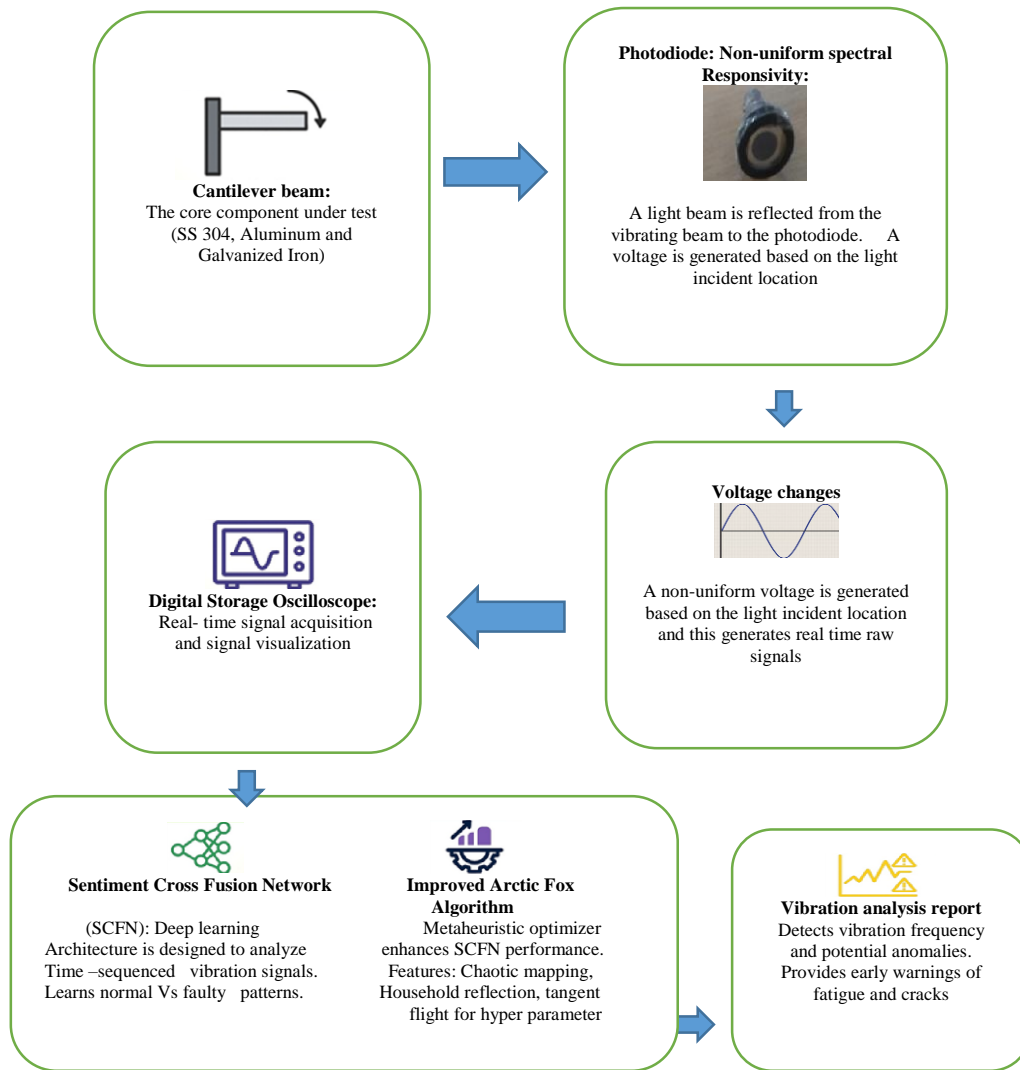 Cantilever beam:
The core component under test
(SS 304, Aluminum and
Galvanized Iron)
Photodiode: Non-uniform spectral
Responsivity:
A light beam is reflected from the
vibrating beam to the photodiode. A
voltage is generated based on the light
incident location
Voltage changes
A non-uniform voltage is generated
based on the light incident location
and this generates real time raw
signals
Digital Storage Oscilloscope:
Real- time signal acquisition
and signal visualization
Sentiment Cross Fusion Network
(SCFN): Deep learning
Architecture is designed to analyze
Time –sequenced vibration signals.
Learns normal Vs faulty patterns.
Improved Arctic Fox
Algorithm
Metaheuristic optimizer
enhances SCFN performance.
Features: Chaotic mapping,
Household reflection, tangent
flight for hyper parameter
Vibration analysis report
Detects vibration frequency
and potential anomalies.
Provides early warnings of
fatigue and cracks